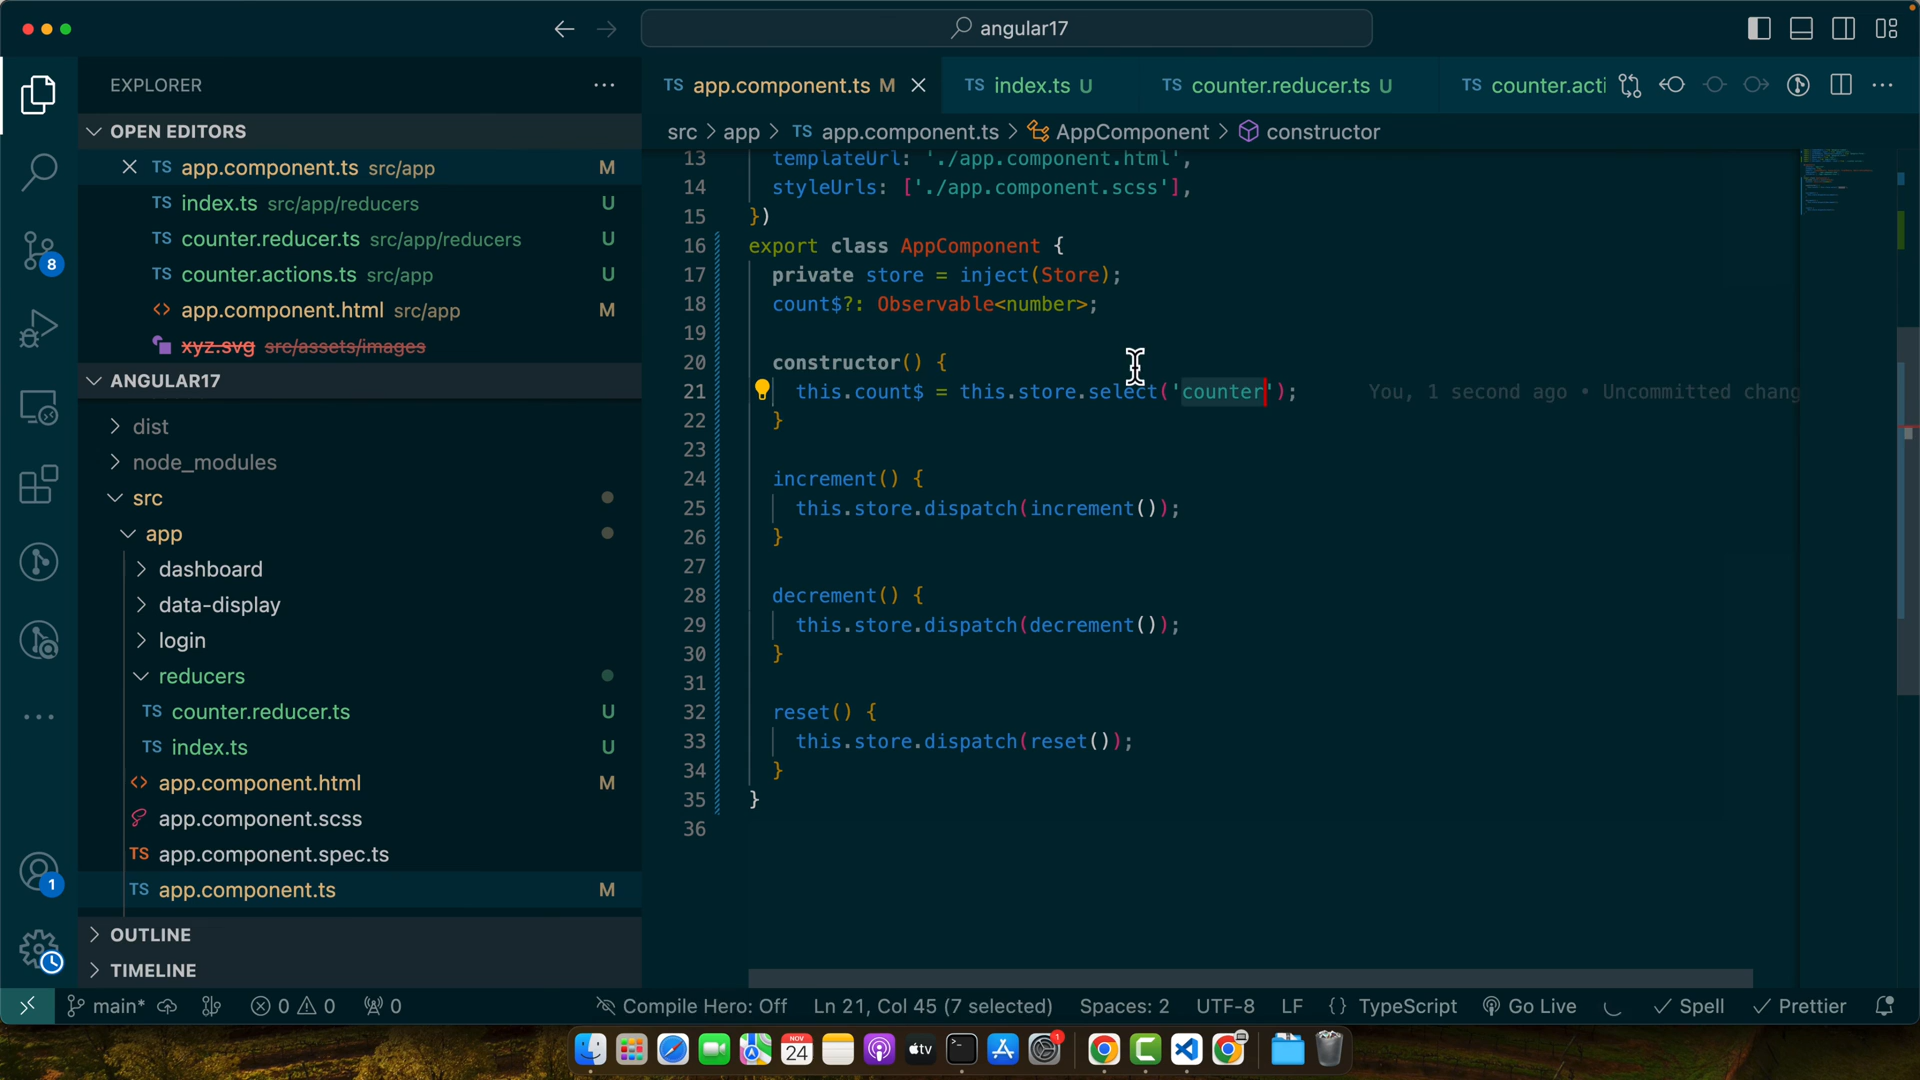 angular17
EXPLORER
OPEN EDITORS
TS app.component.ts src/app M
TS index.ts src/app/reducers U
TS counter.reducer.ts src/app/reducers U
TS counter.actions.ts src/app U
<> app.component.html src/app M
xyz.svg src/assets/images
ANGULAR17
dist
node_modules
src
app
dashboard
data-display
login
reducers
TS counter.reducer.ts U
TS index.ts U
<> app.component.html M
app.component.scss
TS app.component.spec.ts
TS app.component.ts M
OUTLINE
TIMELINE
8
1
TS app.component.ts M
TS index.ts U
TS counter.reducer.ts U
TS counter.acti
src > app > TS app.component.ts > AppComponent > constructor
13 templateUrl: './app.component.html',
14 styleUrls: ['./app.component.scss'],
15 })
16 export class AppComponent {
17 private store = inject(Store);
18 count$?: Observable<number>;
19
20 constructor() {
21 this.count$ = this.store.select('counter'); You, 1 second ago • Uncommitted chang
22 }
23
24 increment() {
25 this.store.dispatch(increment());
26 }
27
28 decrement() {
29 this.store.dispatch(decrement());
30 }
31
32 reset() {
33 this.store.dispatch(reset());
34 }
35 }
36
main* 0 0 0 Compile Hero: Off Ln 21, Col 45 (7 selected) Spaces: 2 UTF-8 LF {} TypeScript Go Live Spell Prettier
NOV
24
tv
1